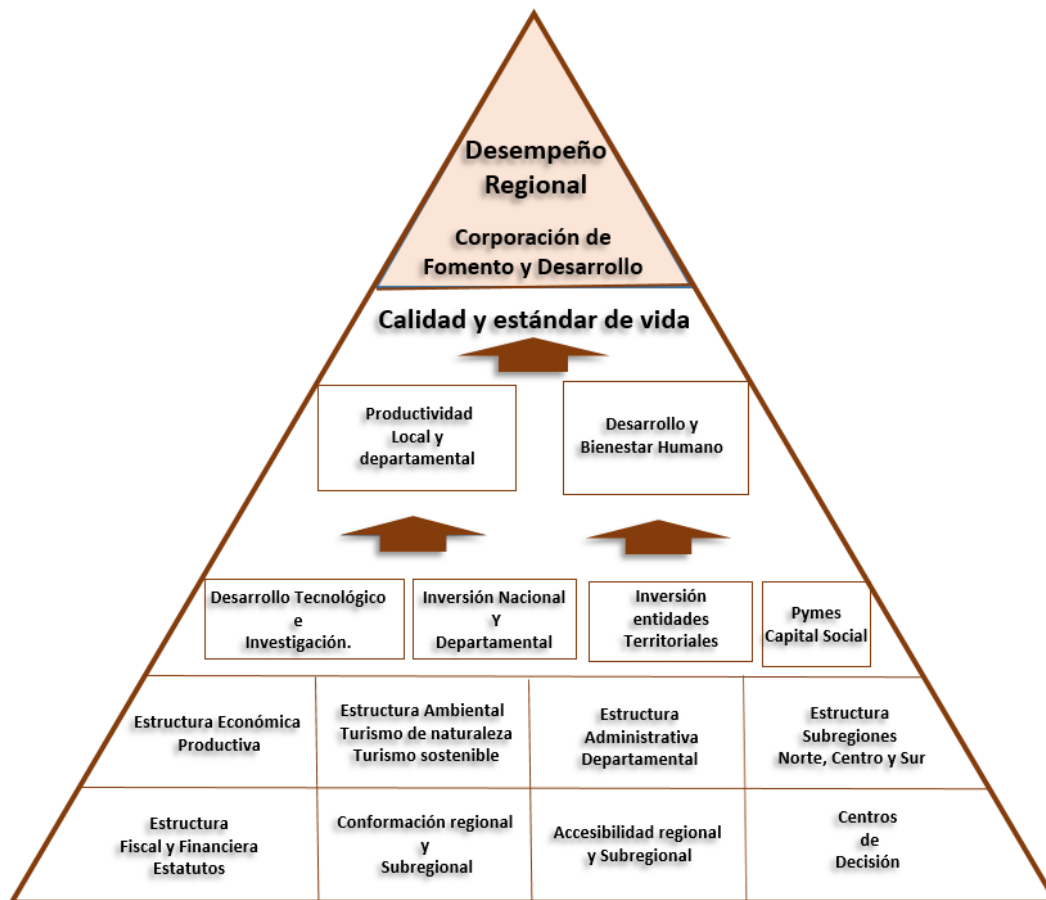 Desempeño
Regional
Corporación de
Fomento y Desarrollo
Calidad y estándar de vida
Productividad
Local y
departamental
Desarrollo y
Bienestar Humano
Desarrollo Tecnológico
e
Investigación.
Inversión Nacional
Y
Departamental
Inversión
entidades
Territoriales
Pymes
Capital Social
Estructura Económica
Productiva
Estructura Ambiental
Turismo de naturaleza
Turismo sostenible
Estructura
Administrativa
Departamental
Estructura
Subregiones
Norte, Centro y Sur
Estructura
Fiscal y Financiera
Estatutos
Conformación regional
y
Subregional
Accesibilidad regional
y Subregional
Centros
de
Decisión